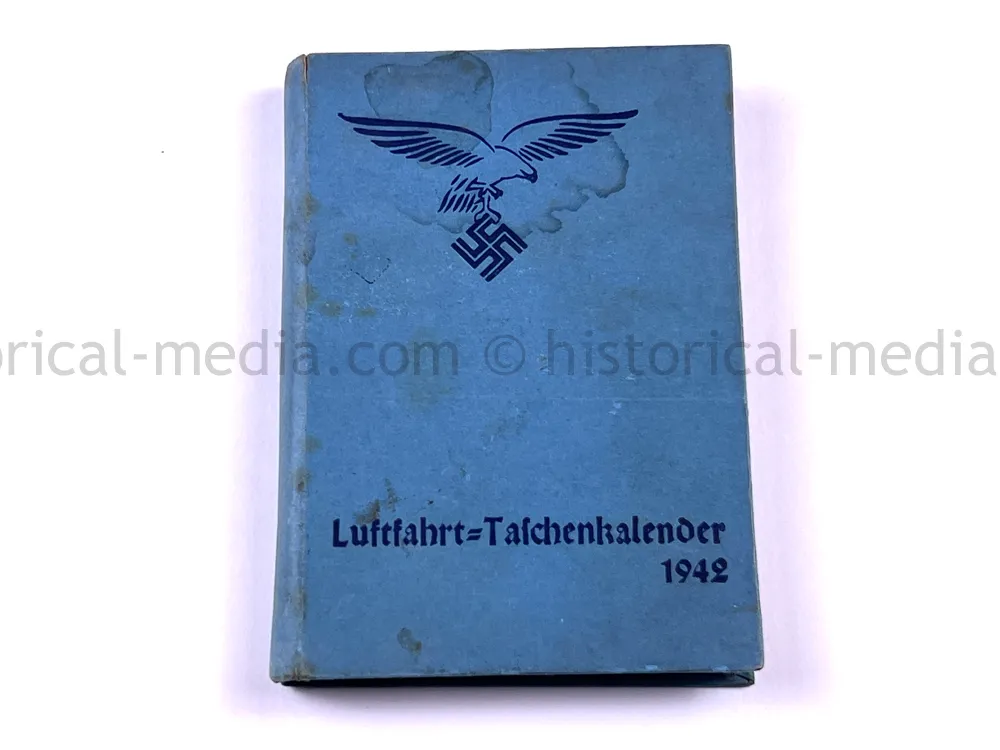 orical-media.com © historical-media
Luftfahrt=Taſchenkalender
1942